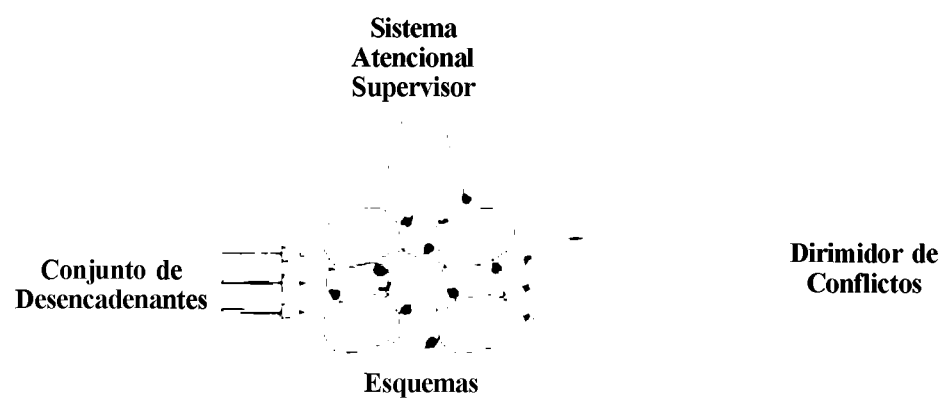 Sistema
Atencional
Supervisor
Conjunto de
Desencadenantes
Dirimidor de
Conflictos
Esquemas